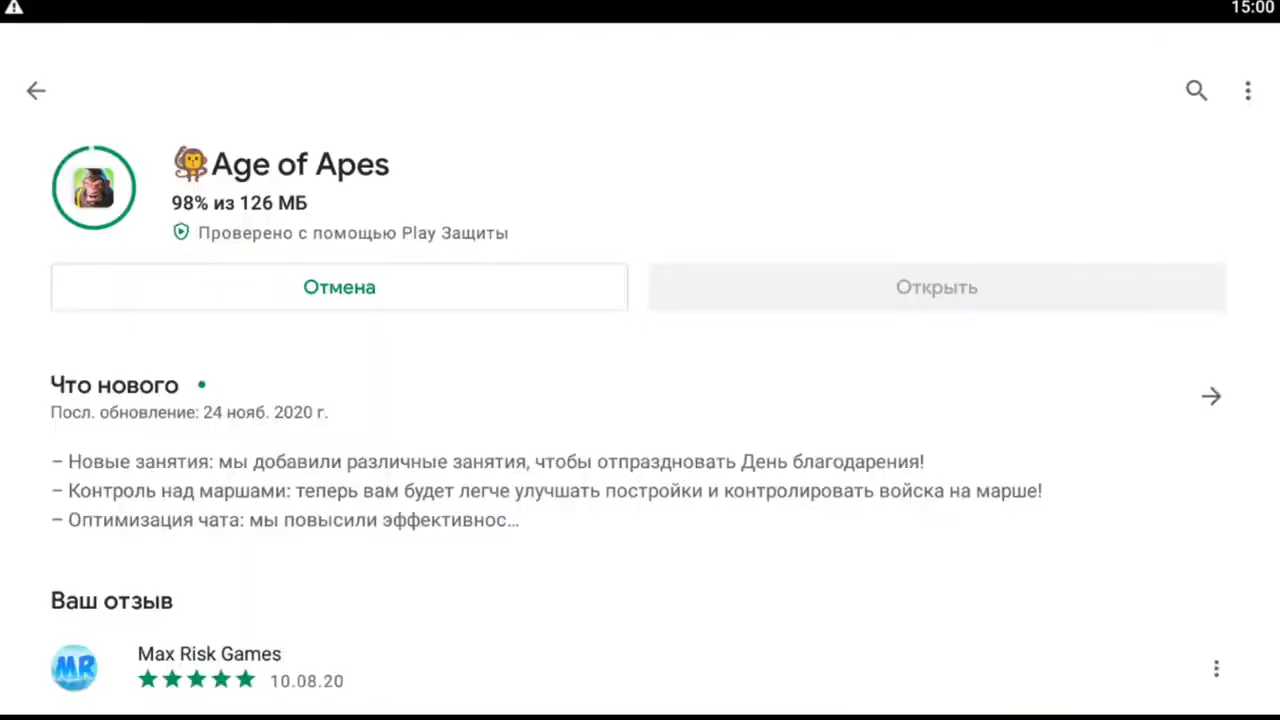 15:00
Age of Apes
98% из 126 МБ
Проверено с помощью Play Защиты
Отмена
Открыть
Что нового
Посл. обновление: 24 нояб. 2020 г.
– Новые занятия: мы добавили различные занятия, чтобы отпраздновать День благодарения!
– Контроль над маршами: теперь вам будет легче улучшать постройки и контролировать войска на марше!
– Оптимизация чата: мы повысили эффективнос...
Ваш отзыв
MR
Max Risk Games
10.08.20